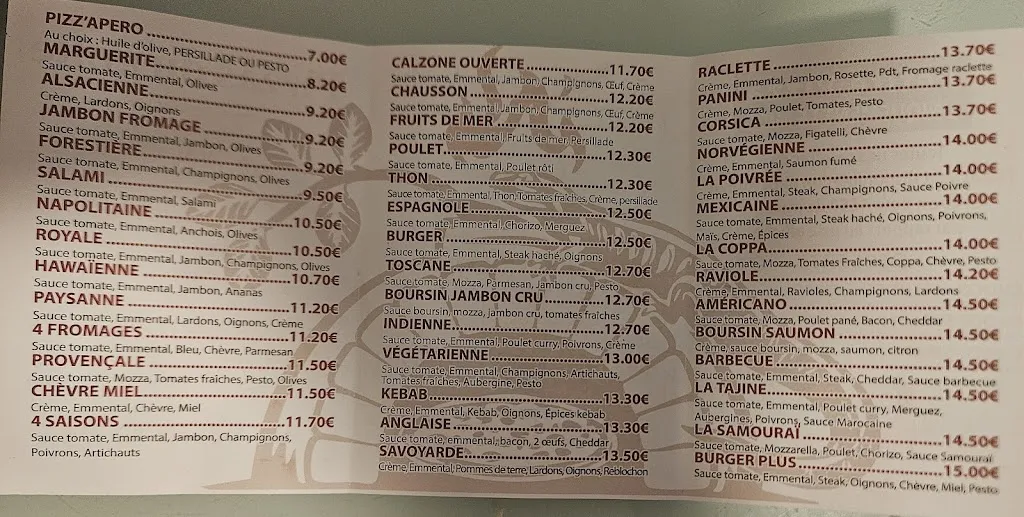 PIZZ'APERO 7.00€
Au choix : Huile d'olive, PERSILLADE OU PESTO
MARGUERITE 8.20€
Sauce tomate, Emmental, Olives
ALSACIENNE 9.20€
Crème, Lardons, Oignons
JAMBON FROMAGE 9.20€
Sauce tomate, Emmental, Jambon, Olives
FORESTIÈRE 9.20€
Sauce tomate, Emmental, Champignons, Olives
SALAMI 9.50€
Sauce tomate, Emmental, Salami
NAPOLITAINE 10.50€
Sauce tomate, Emmental, Anchois, Olives
ROYALE 10.50€
Sauce tomate, Emmental, Jambon, Champignons, Olives
HAWAÏENNE 10.70€
Sauce tomate, Emmental, Jambon, Ananas
PAYSANNE 11.20€
Sauce tomate, Emmental, Lardons, Oignons, Crème
4 FROMAGES 11.20€
Sauce tomate, Emmental, Bleu, Chèvre, Parmesan
PROVENÇALE 11.50€
Sauce tomate, Mozza, Tomates fraîches, Pesto, Olives
CHÈVRE MIEL 11.50€
Crème, Emmental, Chèvre, Miel
4 SAISONS 11.70€
Sauce tomate, Emmental, Jambon, Champignons,
Poivrons, Artichauts
CALZONE OUVERTE 11.70€
Sauce tomate, Emmental, Jambon, Champignons, Œuf, Crème
CHAUSSON 12.20€
Sauce tomate, Emmental, Jambon, Champignons, Œuf, Crème
FRUITS DE MER 12.20€
Sauce tomate, Emmental, Fruits de mer, Persillade
POULET 12.30€
Sauce tomate, Emmental, Poulet rôti
THON 12.30€
Sauce tomate, Emmental, Thon, Tomates fraîches, Crème, persillade
ESPAGNOLE 12.50€
Sauce tomate, Emmental, Chorizo, Merguez
BURGER 12.50€
Sauce tomate, Emmental, Steak haché, Oignons
TOSCANE 12.70€
Sauce tomate, Mozza, Parmesan, Jambon cru, Pesto
BOURSIN JAMBON CRU 12.70€
Sauce boursin, mozza, Jambon cru, tomates fraîches
INDIENNE 12.70€
Sauce tomate, Emmental, Poulet curry, Poivrons, Crème
VÉGÉTARIENNE 13.00€
Sauce tomate, Emmental, Champignons, Artichauts,
Tomates fraîches, Aubergine, Pesto
KEBAB 13.30€
Crème, Emmental, Kebab, Oignons, Épices kebab
ANGLAISE 13.30€
Sauce tomate, emmental, bacon, 2 œufs, Cheddar
SAVOYARDE 13.50€
Crème, Emmental, Pommes de terre, Lardons, Oignons, Reblochon
RACLETTE 13.70€
Crème, Emmental, Jambon, Rosette, Pdt, Fromage raclette
PANINI 13.70€
Crème, Mozza, Poulet, Tomates, Pesto
CORSICA 13.70€
Sauce tomate, Mozza, Figatelli, Chèvre
NORVÉGIENNE 14.00€
Crème, Emmental, Saumon fumé
LA POIVRÉE 14.00€
Crème, Emmental, Steak, Champignons, Sauce Poivre
MEXICAINE 14.00€
Sauce tomate, Emmental, Steak haché, Oignons, Poivrons,
Maïs, Crème, Épices
LA COPPA 14.00€
Sauce tomate, Mozza, Tomates Fraîches, Coppa, Chèvre, Pesto
RAVIOLE 14.20€
Crème, Emmental, Ravioles, Champignons, Lardons
AMÉRICANO 14.50€
Sauce tomate, Mozza, Poulet pané, Bacon, Cheddar
BOURSIN SAUMON 14.50€
Crème, sauce boursin, mozza, saumon, citron
BARBECUE 14.50€
Sauce tomate, Emmental, Steak, Cheddar, Sauce barbecue
LA TAJINE 14.50€
Sauce tomate, Emmental, Poulet curry, Merguez,
Aubergines, Poivrons, Sauce Marocaine
LA SAMOURAÏ 14.50€
Sauce tomate, Mozzarella, Poulet, Chorizo, Sauce Samouraï
BURGER PLUS 15.00€
Sauce tomate, Emmental, Steak, Oignons, Chèvre, Miel, Pesto